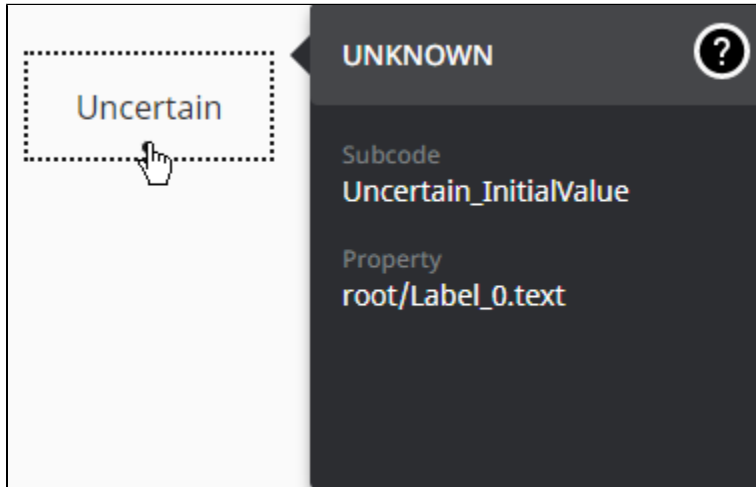 Uncertain
UNKNOWN
?
Subcode
Uncertain_InitialValue
Property
root/Label_0.text